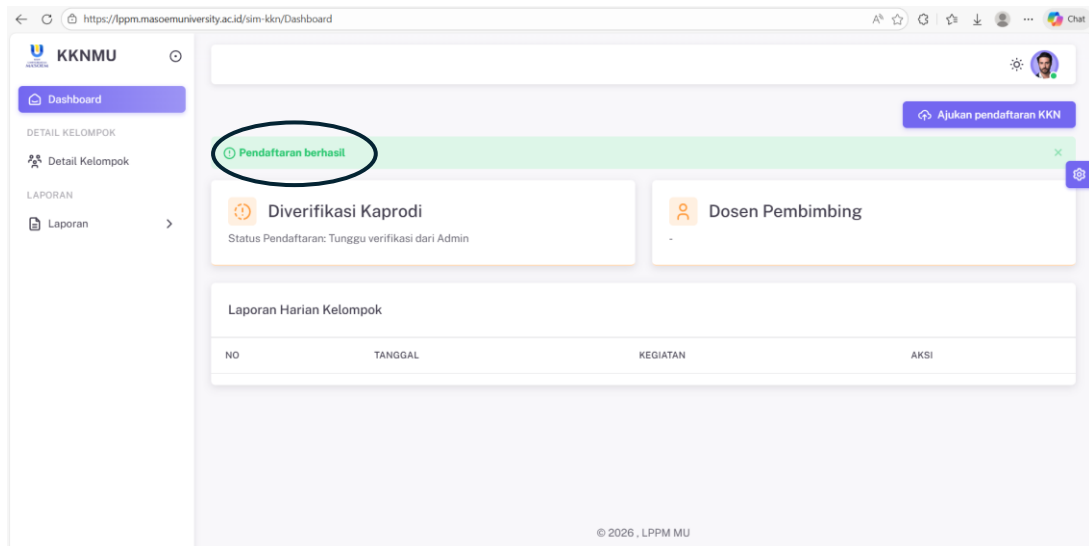 https://lppm.masoemuniversity.ac.id/sim-kkn/Dashboard
Chat
KKNMU
Dashboard
Ajukan pendaftaran KKN
DETAIL KELOMPOK
Pendaftaran berhasil
Detail Kelompok
LAPORAN
Laporan
Diverifikasi Kaprodi
Status Pendaftaran: Tunggu verifikasi dari Admin
Dosen Pembimbing
-
Laporan Harian Kelompok
NO TANGGAL KEGIATAN AKSI
© 2026 , LPPM MU